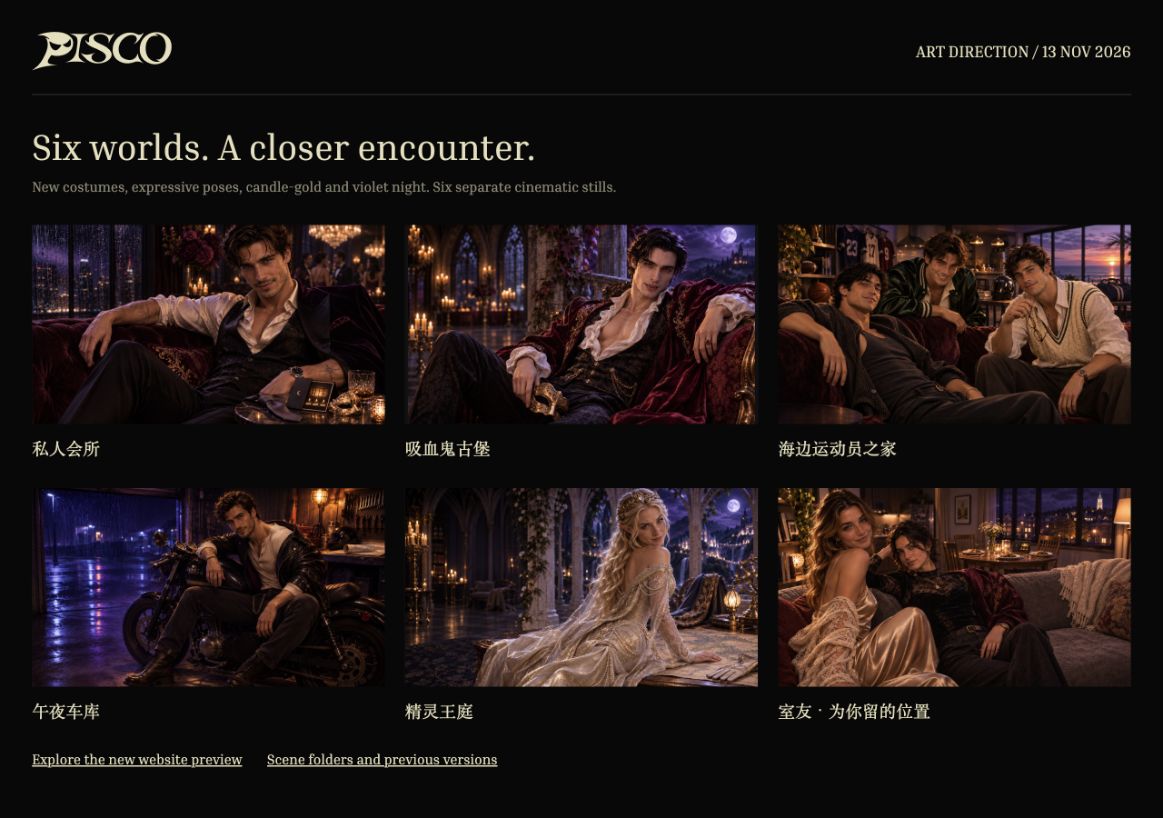 PISCO
ART DIRECTION / 13 NOV 2026
Six worlds. A closer encounter.
New costumes, expressive poses, candle-gold and violet night. Six separate cinematic stills.
23
私人会所
吸血鬼古堡
海边运动员之家
午夜车库
精灵王庭
室友 · 为你留的位置
Explore the new website preview
Scene folders and previous versions